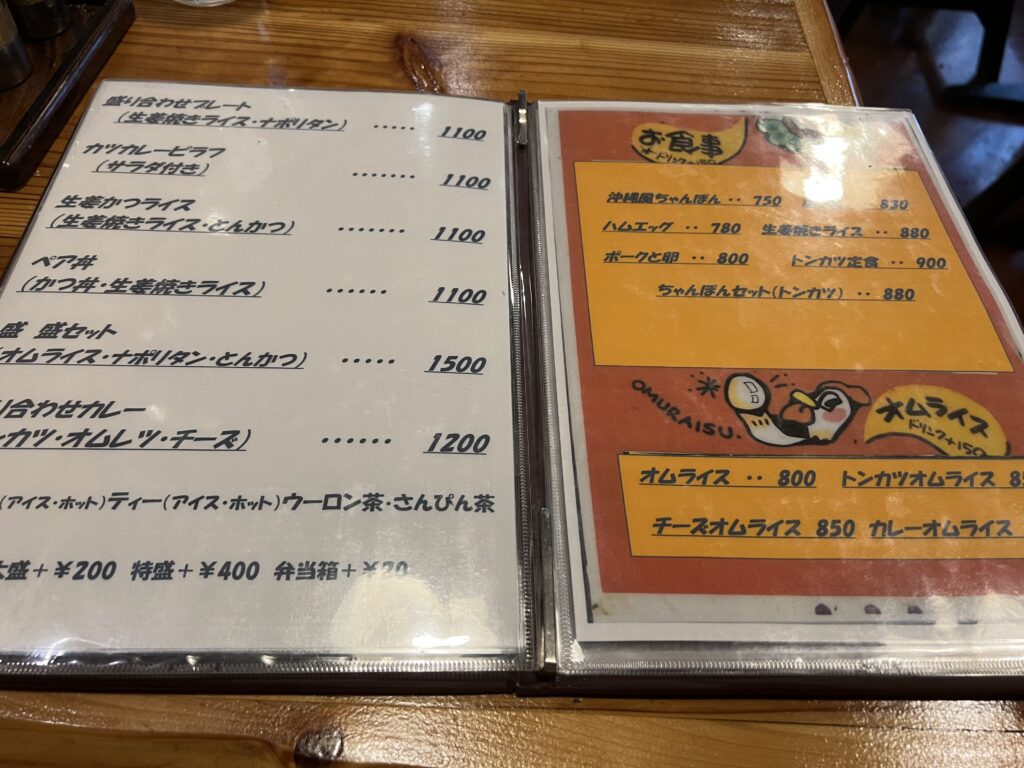 盛り合わせプレート
(生姜焼きライス・ナポリタン) ····· 1100
カツカレーピラフ
(サラダ付き) ······· 1100
生姜かつライス
(生姜焼きライス・とんかつ) ······· 1100
ペア丼
(かつ丼・生姜焼きライス) ······ 1100
盛 盛セット
(オムライス・ナポリタン・とんかつ) ····· 1500
り合わせカレー
ンカツ・オムレツ・チーズ) ······ 1200
(アイス・ホット)ティー(アイス・ホット)ウーロン茶・さんぴん茶
盛+¥200 特盛+¥400 弁当箱+¥20
お食事
+ドリンク+150
沖縄風ちゃんぽん ·· 750 830
ハムエッグ ·· 780 生姜焼きライス ·· 880
ポークと卵 ·· 800 トンカツ定食 ·· 900
ちゃんぽんセット(トンカツ) ·· 880
OMURAISU.
オムライス
ドリンク+150
オムライス ·· 800 トンカツオムライス
チーズオムライス 850 カレーオムライス